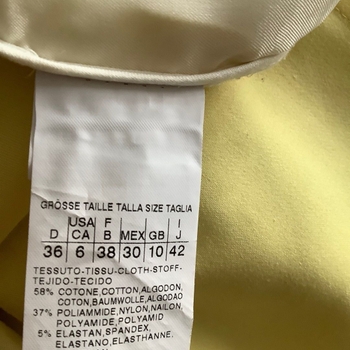 GRÖSSE TAILLE TALLA SIZE TAGLIA
USA F I
D CA B MEX GB J
36 6 38 30 10 42
TESSUTO-TISSU-CLOTH-STOFF-
TEJIDO-TECIDO
58% COTONE,COTTON,ALGODON,
COTON,BAUMWOLLE,ALGODAO
37% POLIAMMIDE,NYLON,NAILON,
POLYAMIDE,POLYAMID
5% ELASTAN,SPANDEX,
ELASTANO,ELASTHANNE,